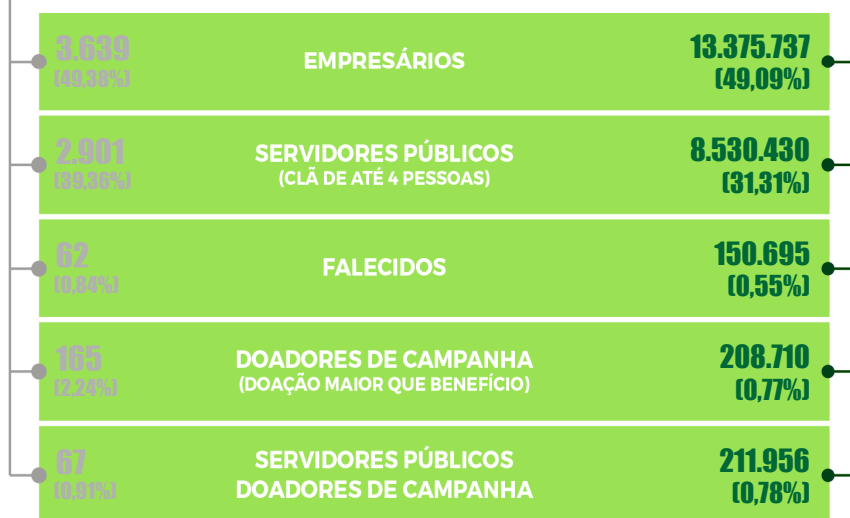 3.639
(49,38%)
EMPRESÁRIOS
13.375.737
(49,09%)
2.901
(39,36%)
SERVIDORES PÚBLICOS
(CLÃ DE ATÉ 4 PESSOAS)
8.530.430
(31,31%)
62
(0,84%)
FALECIDOS
150.695
(0,55%)
165
(2,24%)
DOADORES DE CAMPANHA
(DOAÇÃO MAIOR QUE BENEFÍCIO)
208.710
(0,77%)
67
(0,91%)
SERVIDORES PÚBLICOS
DOADORES DE CAMPANHA
211.956
(0,78%)